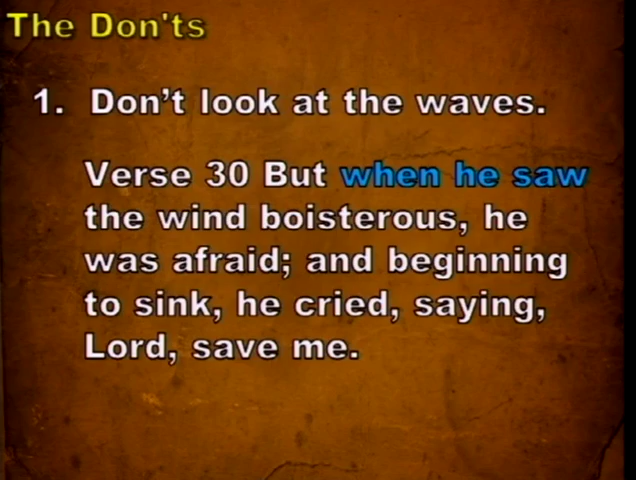 The Don'ts
1. Don’t look at the waves.
Verse 30 But when he saw
the wind boisterous, he
was afraid; and beginning
to sink, he cried, saying,
Lord, save me.